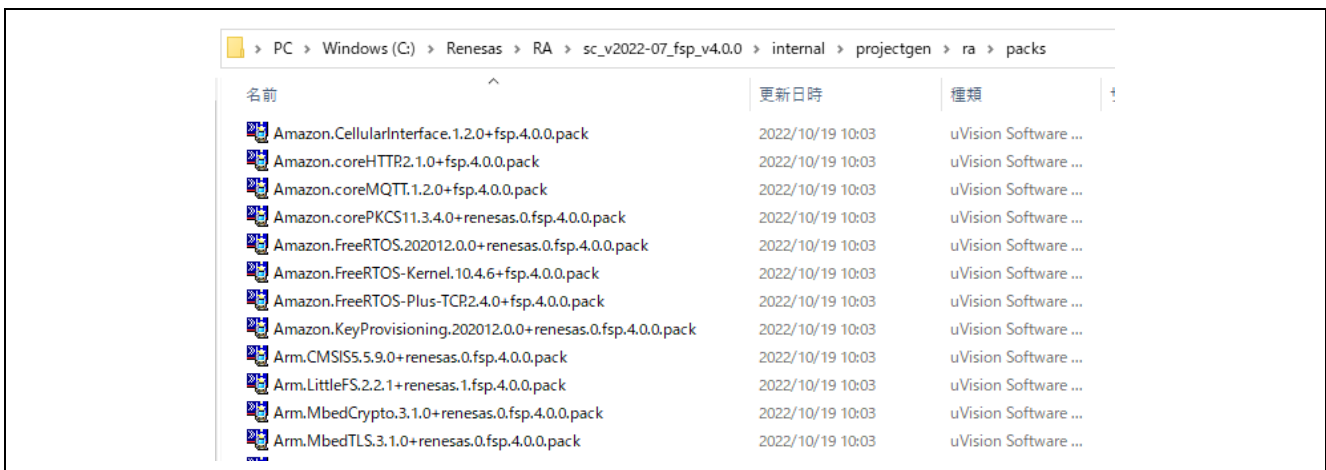 PC > Windows (C:) > Renesas > RA > sc_v2022-07_fsp_v4.0.0 > internal > projectgen > ra > packs
名前 更新日時 種類
Amazon.CellularInterface.1.2.0+fsp.4.0.0.pack 2022/10/19 10:03 uVision Software ...
Amazon.coreHTTP.2.1.0+fsp.4.0.0.pack 2022/10/19 10:03 uVision Software ...
Amazon.coreMQTT.1.2.0+fsp.4.0.0.pack 2022/10/19 10:03 uVision Software ...
Amazon.corePKCS11.3.4.0+renesas.0.fsp.4.0.0.pack 2022/10/19 10:03 uVision Software ...
Amazon.FreeRTOS.202012.0.0+renesas.0.fsp.4.0.0.pack 2022/10/19 10:03 uVision Software ...
Amazon.FreeRTOS-Kernel.10.4.6+fsp.4.0.0.pack 2022/10/19 10:03 uVision Software ...
Amazon.FreeRTOS-Plus-TCP.2.4.0+fsp.4.0.0.pack 2022/10/19 10:03 uVision Software ...
Amazon.KeyProvisioning.202012.0.0+renesas.0.fsp.4.0.0.pack 2022/10/19 10:03 uVision Software ...
Arm.CMSIS5.5.9.0+renesas.0.fsp.4.0.0.pack 2022/10/19 10:03 uVision Software ...
Arm.LittleFS.2.2.1+renesas.1.fsp.4.0.0.pack 2022/10/19 10:03 uVision Software ...
Arm.MbedCrypto.3.1.0+renesas.0.fsp.4.0.0.pack 2022/10/19 10:03 uVision Software ...
Arm.MbedTLS.3.1.0+renesas.0.fsp.4.0.0.pack 2022/10/19 10:03 uVision Software ...